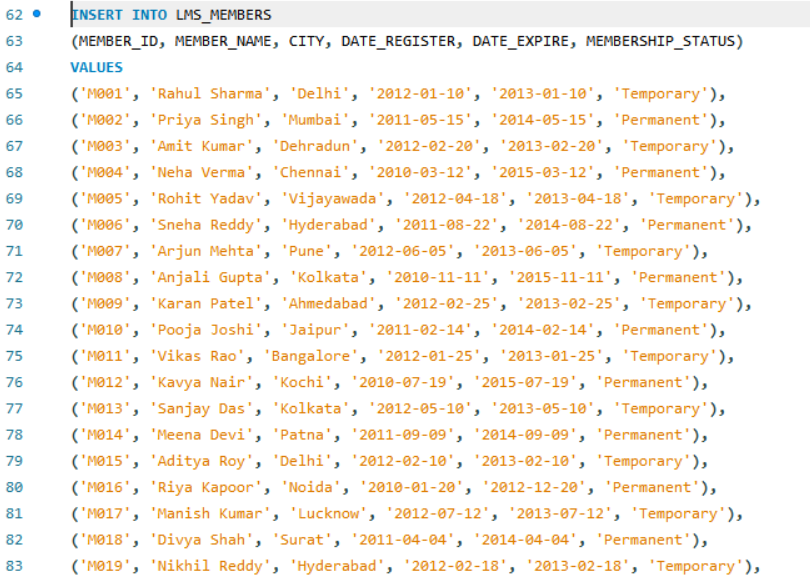 62 INSERT INTO LMS_MEMBERS
63 (MEMBER_ID, MEMBER_NAME, CITY, DATE_REGISTER, DATE_EXPIRE, MEMBERSHIP_STATUS)
64 VALUES
65 ('M001', 'Rahul Sharma', 'Delhi', '2012-01-10', '2013-01-10', 'Temporary'),
66 ('M002', 'Priya Singh', 'Mumbai', '2011-05-15', '2014-05-15', 'Permanent'),
67 ('M003', 'Amit Kumar', 'Dehradun', '2012-02-20', '2013-02-20', 'Temporary'),
68 ('M004', 'Neha Verma', 'Chennai', '2010-03-12', '2015-03-12', 'Permanent'),
69 ('M005', 'Rohit Yadav', 'Vijayawada', '2012-04-18', '2013-04-18', 'Temporary'),
70 ('M006', 'Sneha Reddy', 'Hyderabad', '2011-08-22', '2014-08-22', 'Permanent'),
71 ('M007', 'Arjun Mehta', 'Pune', '2012-06-05', '2013-06-05', 'Temporary'),
72 ('M008', 'Anjali Gupta', 'Kolkata', '2010-11-11', '2015-11-11', 'Permanent'),
73 ('M009', 'Karan Patel', 'Ahmedabad', '2012-02-25', '2013-02-25', 'Temporary'),
74 ('M010', 'Pooja Joshi', 'Jaipur', '2011-02-14', '2014-02-14', 'Permanent'),
75 ('M011', 'Vikas Rao', 'Bangalore', '2012-01-25', '2013-01-25', 'Temporary'),
76 ('M012', 'Kavya Nair', 'Kochi', '2010-07-19', '2015-07-19', 'Permanent'),
77 ('M013', 'Sanjay Das', 'Kolkata', '2012-05-10', '2013-05-10', 'Temporary'),
78 ('M014', 'Meena Devi', 'Patna', '2011-09-09', '2014-09-09', 'Permanent'),
79 ('M015', 'Aditya Roy', 'Delhi', '2012-02-10', '2013-02-10', 'Temporary'),
80 ('M016', 'Riya Kapoor', 'Noida', '2010-01-20', '2012-12-20', 'Permanent'),
81 ('M017', 'Manish Kumar', 'Lucknow', '2012-07-12', '2013-07-12', 'Temporary'),
82 ('M018', 'Divya Shah', 'Surat', '2011-04-04', '2014-04-04', 'Permanent'),
83 ('M019', 'Nikhil Reddy', 'Hyderabad', '2012-02-18', '2013-02-18', 'Temporary'),